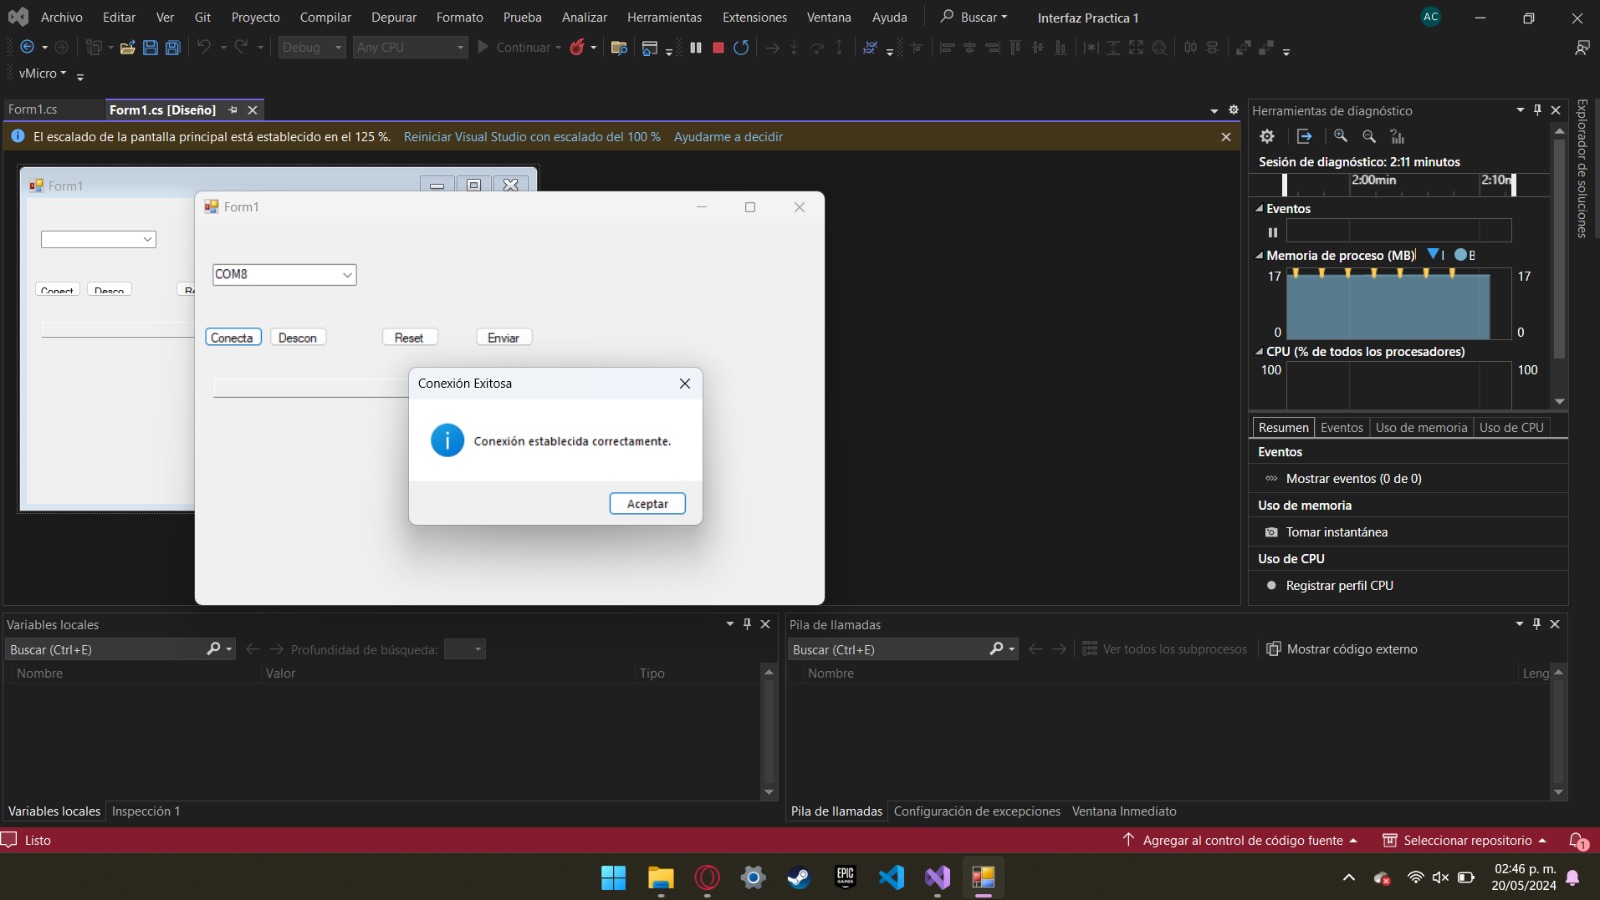 Archivo Editar Ver Git Proyecto Compilar Depurar Formato Prueba Analizar Herramientas Extensiones Ventana Ayuda Buscar Interfaz Practica 1 AC
Debug Any CPU Continuar
vMicro
Form1.cs Form1.cs [Diseño]
El escalado de la pantalla principal está establecido en el 125 %. Reiniciar Visual Studio con escalado del 100 % Ayudarme a decidir
Form1
Conect Desco Re
Form1
COM8
Conecta Descon Reset Enviar
Conexión Exitosa
Conexión establecida correctamente.
Aceptar
Herramientas de diagnóstico
Sesión de diagnóstico: 2:11 minutos
2:00min 2:10n
Eventos
Memoria de proceso (MB) I B
17 17
0 0
CPU (% de todos los procesadores)
100 100
Resumen Eventos Uso de memoria Uso de CPU
Eventos
Mostrar eventos (0 de 0)
Uso de memoria
Tomar instantánea
Uso de CPU
Registrar perfil CPU
Explorador de soluciones
Variables locales
Buscar (Ctrl+E) Profundidad de búsqueda:
Nombre Valor Tipo
Variables locales Inspección 1
Pila de llamadas
Buscar (Ctrl+E) Ver todos los subprocesos Mostrar código externo
Nombre Leng
Pila de llamadas Configuración de excepciones Ventana Inmediato
Listo Agregar al control de código fuente Seleccionar repositorio 1
EPIC GAMES
02:46 p. m.
20/05/2024